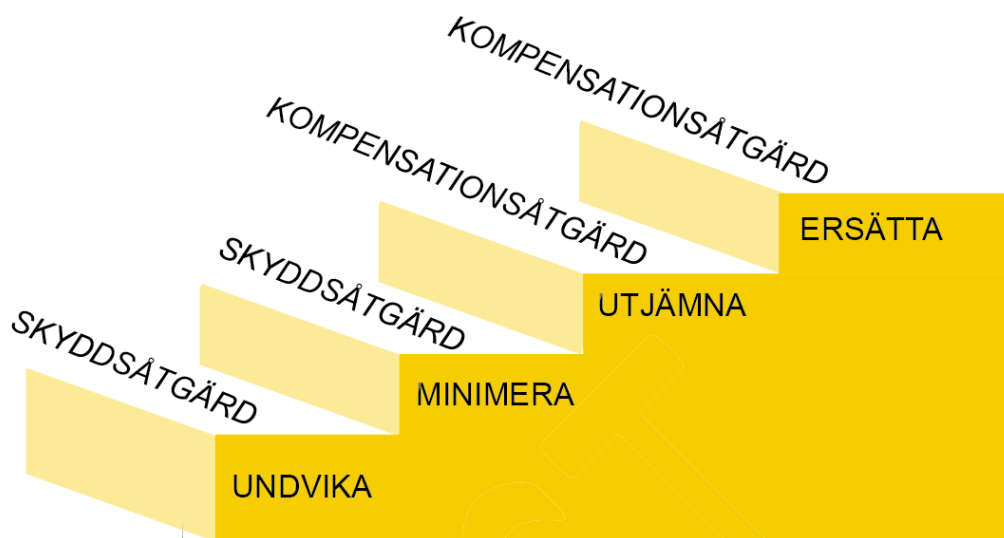 KOMPENSATIONSÅTGÄRD
ERSÄTTA
KOMPENSATIONSÅTGÄRD
UTJÄMNA
SKYDDSÅTGÄRD
MINIMERA
SKYDDSÅTGÄRD
UNDVIKA